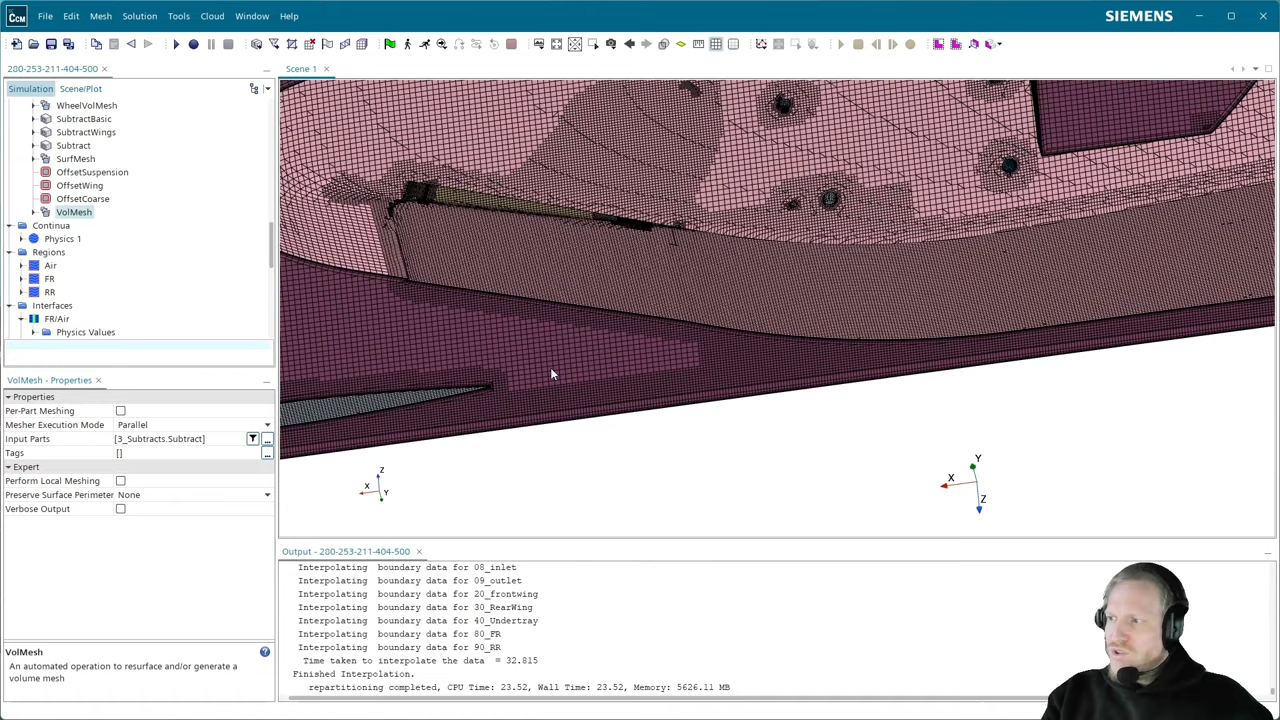 CCM File Edit Mesh Solution Tools Cloud Window Help SIEMENS
280-253-211-404-500
Scene 1
Simulation Scene/Plot
WheelVolMesh
SubtractBasic
SubtractWings
Subtract
SurfMesh
OffsetSuspension
OffsetWing
OffsetCoarse
VolMesh
Continua
Physics 1
Regions
Air
FR
RR
Interfaces
FR/Air
Physics Values
VolMesh - Properties
Properties
Per-Part Meshing
Mesher Execution Mode Parallel
Input Parts [3_Subtracts.Subtract]
Tags []
Expert
Perform Local Meshing
Preserve Surface Perimeter None
Verbose Output
VolMesh
An automated operation to resurface and/or generate a
volume mesh
Z
X
Y
Y
X
Z
Output - 280-253-211-404-500
Interpolating boundary data for 08_inlet
Interpolating boundary data for 09_outlet
Interpolating boundary data for 20_frontwing
Interpolating boundary data for 30_RearWing
Interpolating boundary data for 40_Undertray
Interpolating boundary data for 80_FR
Interpolating boundary data for 90_RR
Time taken to interpolate the data = 32.815
Finished Interpolation.
repartitioning completed, CPU Time: 23.52, Wall Time: 23.52, Memory: 5626.11 MB